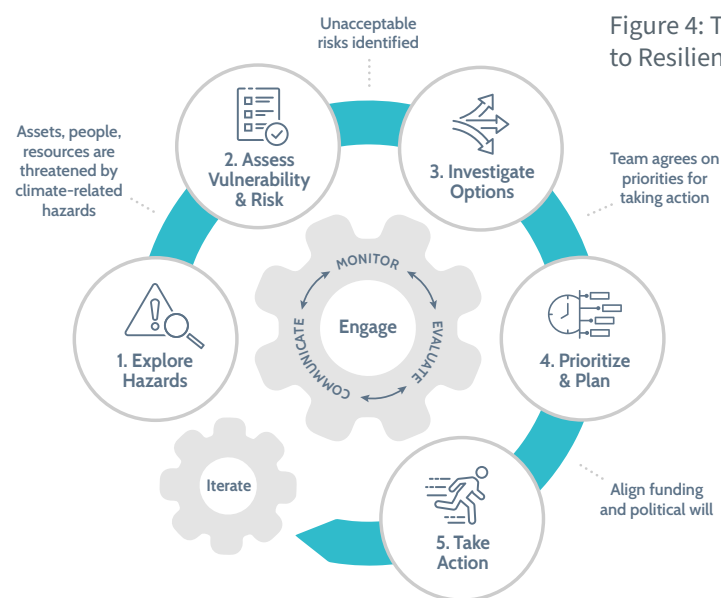 Figure 4: T
to Resilien
Unacceptable
risks identified
Assets, people,
resources are
threatened by
climate-related
hazards
2. Assess
Vulnerability
& Risk
3. Investigate
Options
Team agrees on
priorities for
taking action
1. Explore
Hazards
MONITOR
EVALUATE
COMMUNICATE
Engage
4. Prioritize
& Plan
Iterate
5. Take
Action
Align funding
and political will